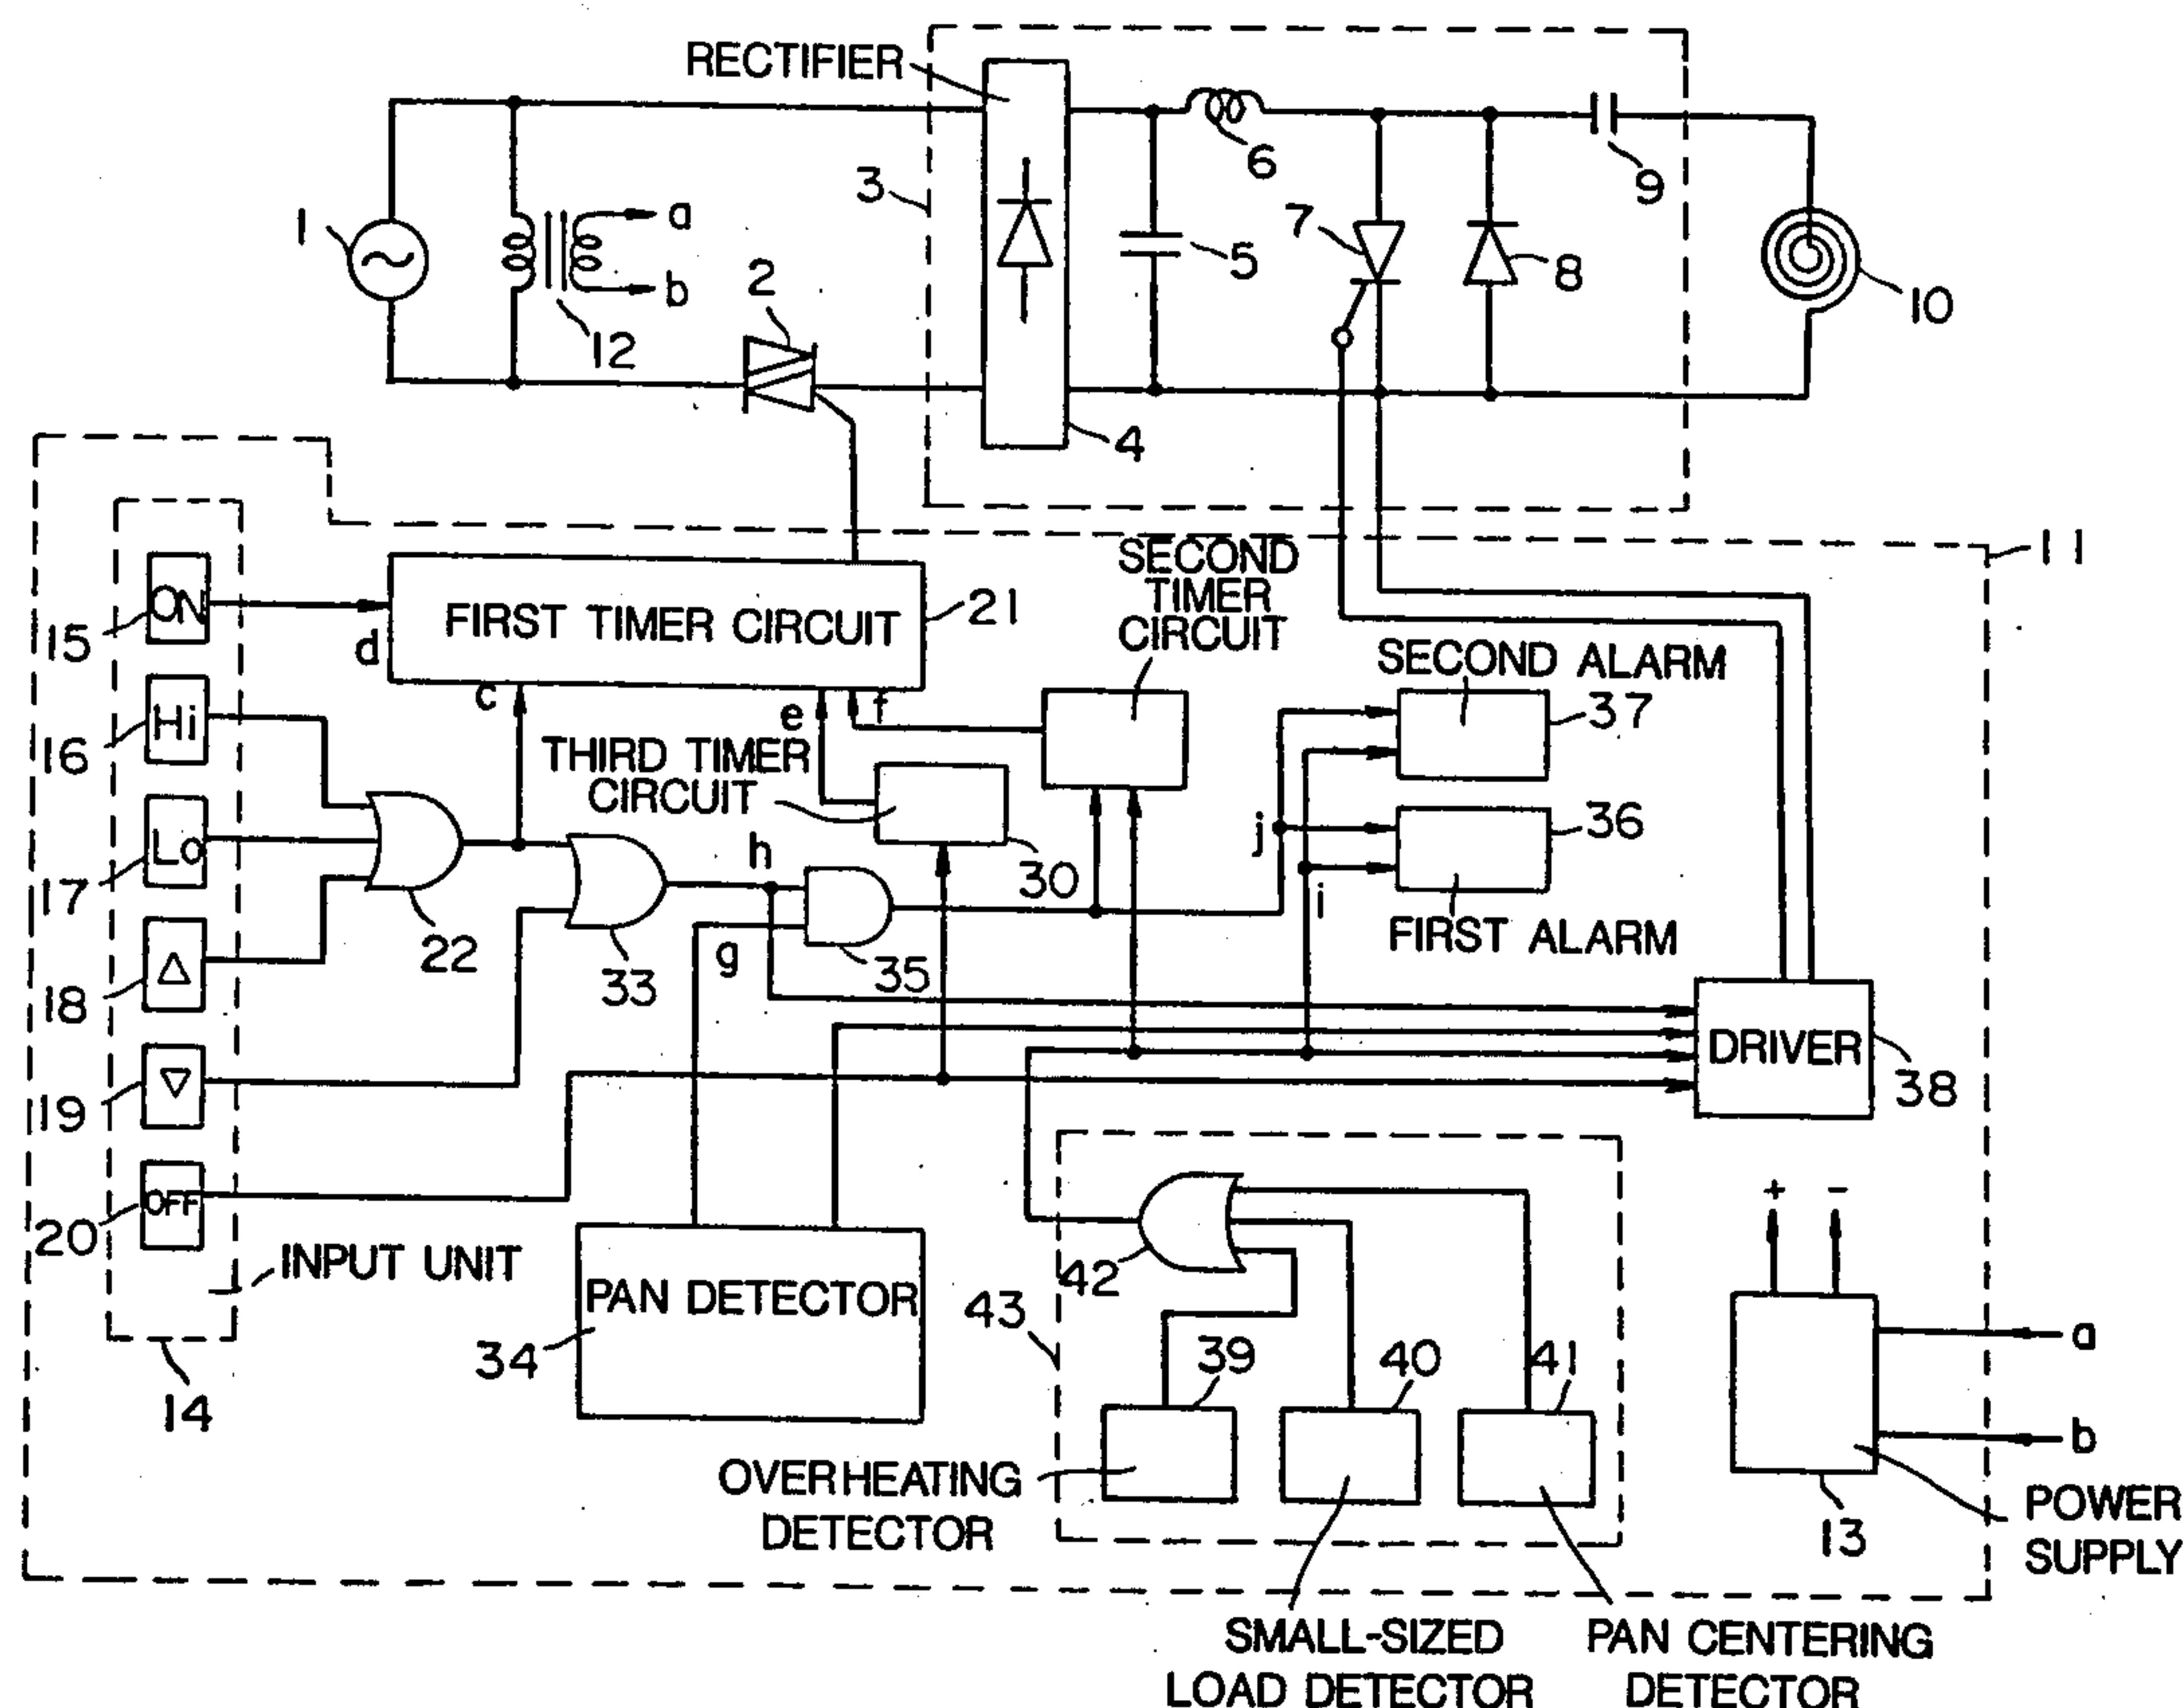 RECTIFIER
1
a
b
12
2
3
4
5
6
7
8
9
10
11
ON
15
d
FIRST TIMER CIRCUIT
21
SECOND
TIMER
CIRCUIT
Hi
16
c
e
f
THIRD TIMER
CIRCUIT
30
SECOND ALARM
37
36
FIRST ALARM
j
i
Lo
17
22
33
h
g
35
△
18
▽
19
OFF
20
INPUT UNIT
14
PAN DETECTOR
34
DRIVER
38
42
43
39
40
41
OVERHEATING
DETECTOR
SMALL-SIZED
LOAD DETECTOR
PAN CENTERING
DETECTOR
+ −
a
b
13
POWER
SUPPLY